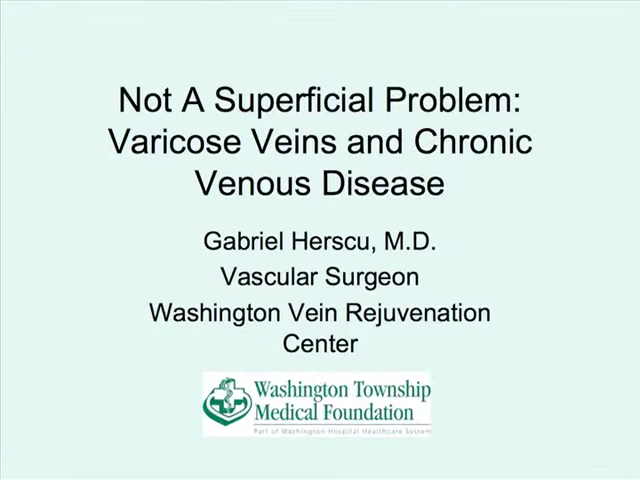 Not A Superficial Problem:
Varicose Veins and Chronic
Venous Disease
Gabriel Herscu, M.D.
Vascular Surgeon
Washington Vein Rejuvenation
Center
Washington Township
Medical Foundation
Part of Washington Hospital Healthcare System